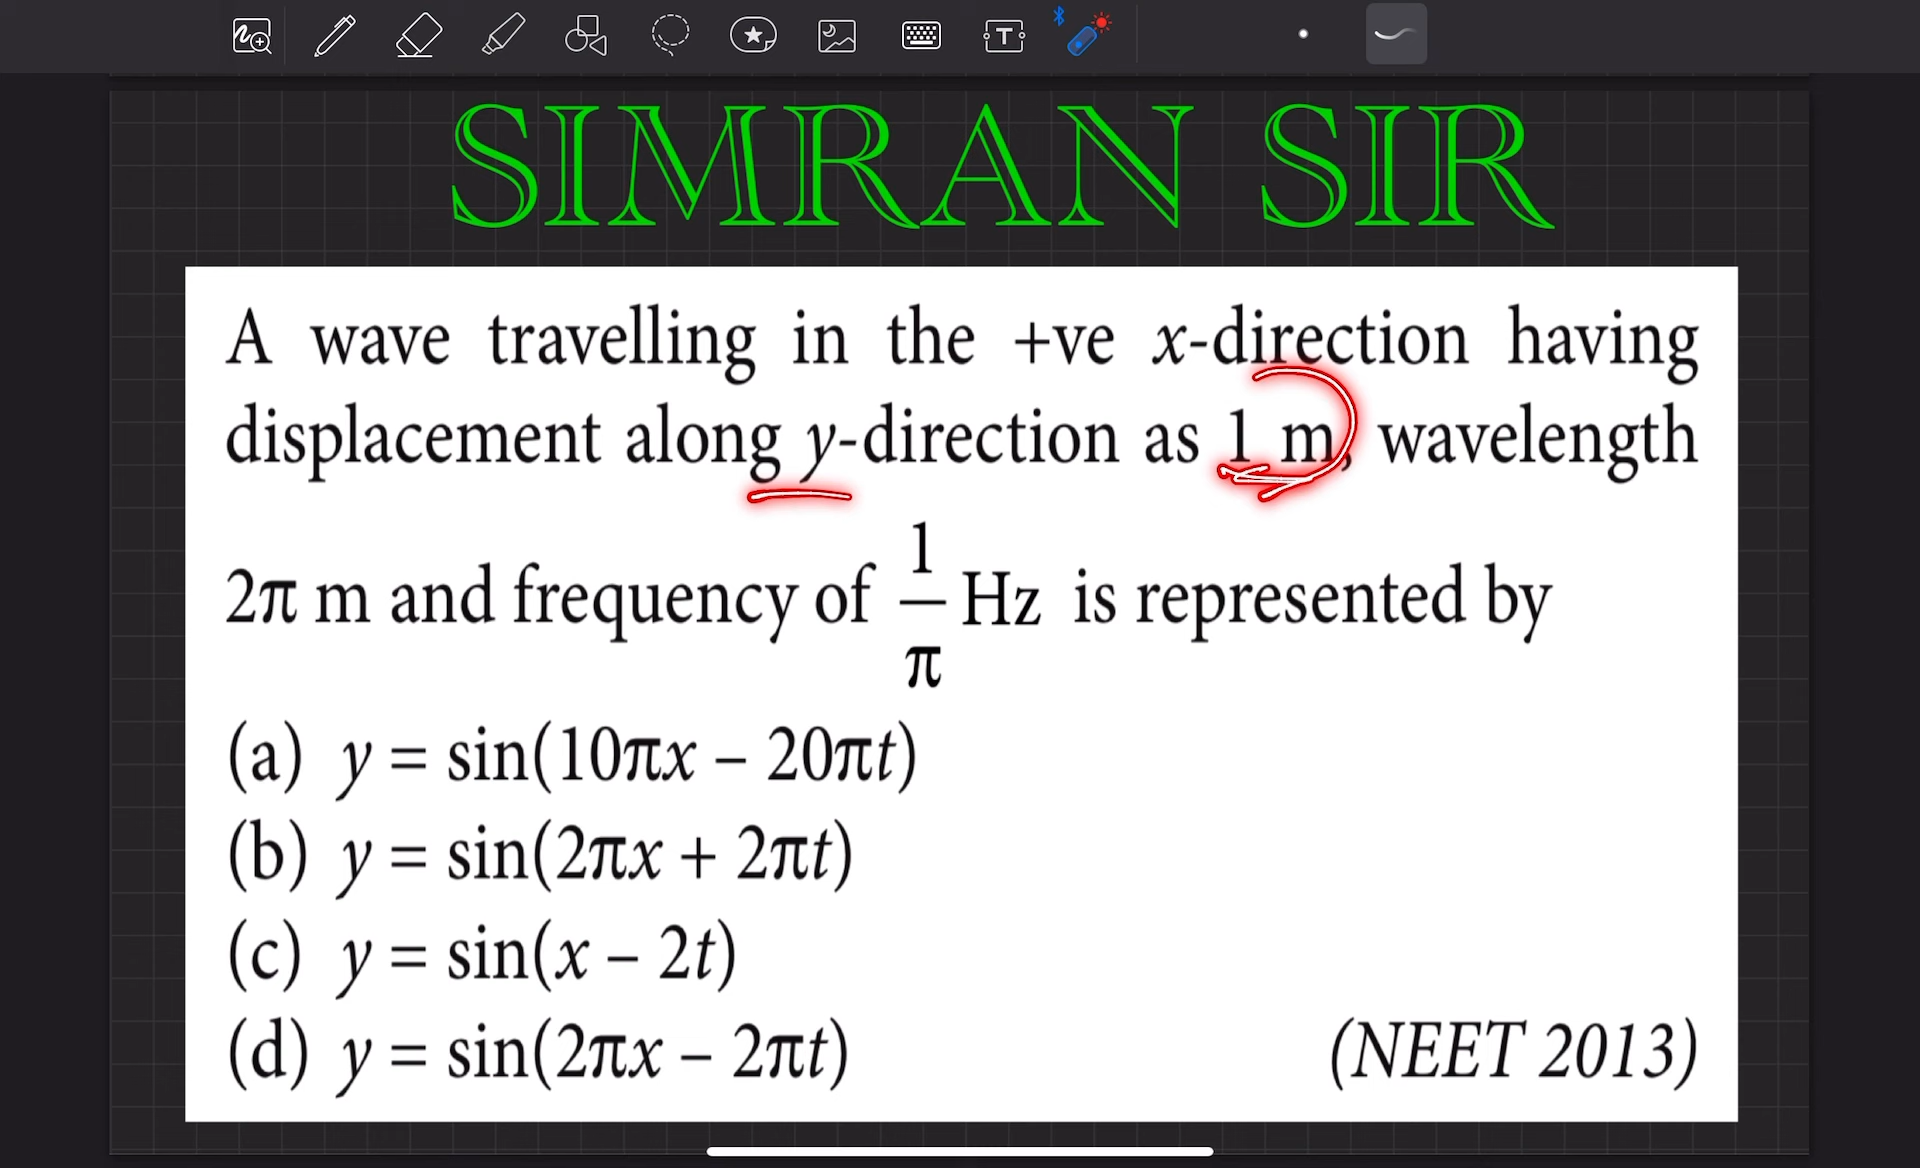 SIMRAN SIR
A wave travelling in the +ve x-direction having
displacement along y-direction as 1 m, wavelength
2π m and frequency of 1/π Hz is represented by
(a) y = sin(10πx – 20πt)
(b) y = sin(2πx + 2πt)
(c) y = sin(x – 2t)
(d) y = sin(2πx – 2πt) (NEET 2013)